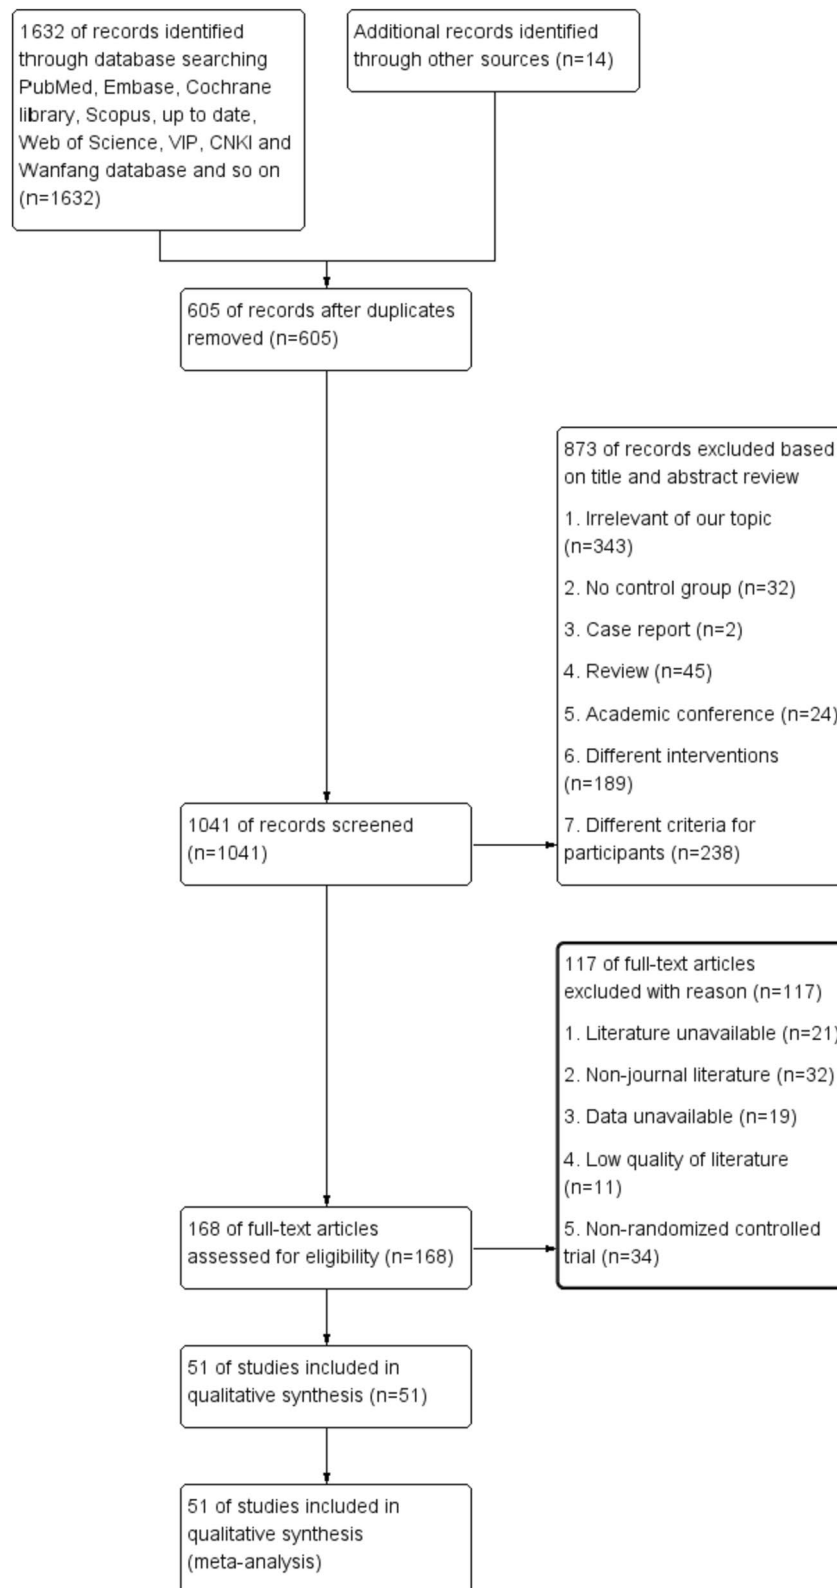 1632 of records identified
through database searching
PubMed, Embase, Cochrane
library, Scopus, up to date,
Web of Science, VIP, CNKI and
Wanfang database and so on
(n=1632)
Additional records identified
through other sources (n=14)
605 of records after duplicates
removed (n=605)
873 of records excluded based
on title and abstract review
1. Irrelevant of our topic
(n=343)
2. No control group (n=32)
3. Case report (n=2)
4. Review (n=45)
5. Academic conference (n=24)
6. Different interventions
(n=189)
7. Different criteria for
participants (n=238)
1041 of records screened
(n=1041)
117 of full-text articles
excluded with reason (n=117)
1. Literature unavailable (n=21)
2. Non-journal literature (n=32)
3. Data unavailable (n=19)
4. Low quality of literature
(n=11)
5. Non-randomized controlled
trial (n=34)
168 of full-text articles
assessed for eligibility (n=168)
51 of studies included in
qualitative synthesis (n=51)
51 of studies included in
qualitative synthesis
(meta-analysis)